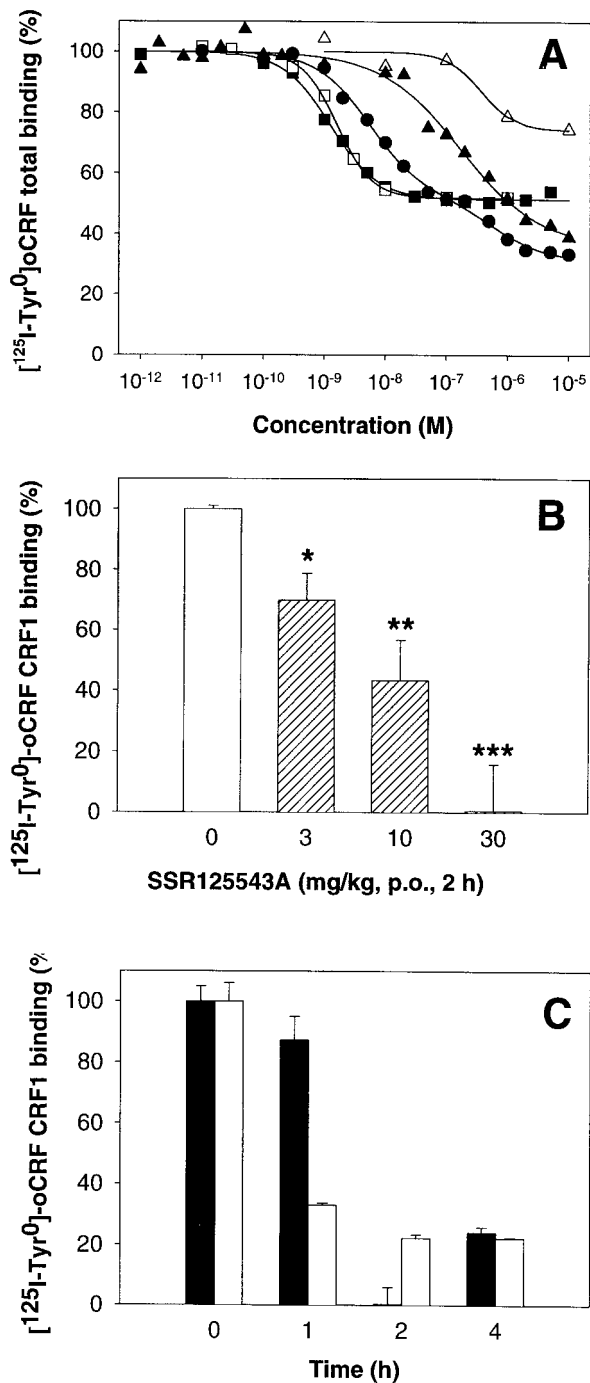 [¹²⁵I-Tyr⁰]oCRF total binding (%)
A
100
80
60
40
20
0
10⁻¹² 10⁻¹¹ 10⁻¹⁰ 10⁻⁹ 10⁻⁸ 10⁻⁷ 10⁻⁶ 10⁻⁵
Concentration (M)
[¹²⁵I-Tyr⁰]-oCRF CRF1 binding (%)
B
100
80
60
40
20
0
*
**
***
0 3 10 30
SSR125543A (mg/kg, p.o., 2 h)
[¹²⁵I-Tyr⁰]-oCRF CRF1 binding (%
C
100
80
60
40
20
0
0 1 2 4
Time (h)